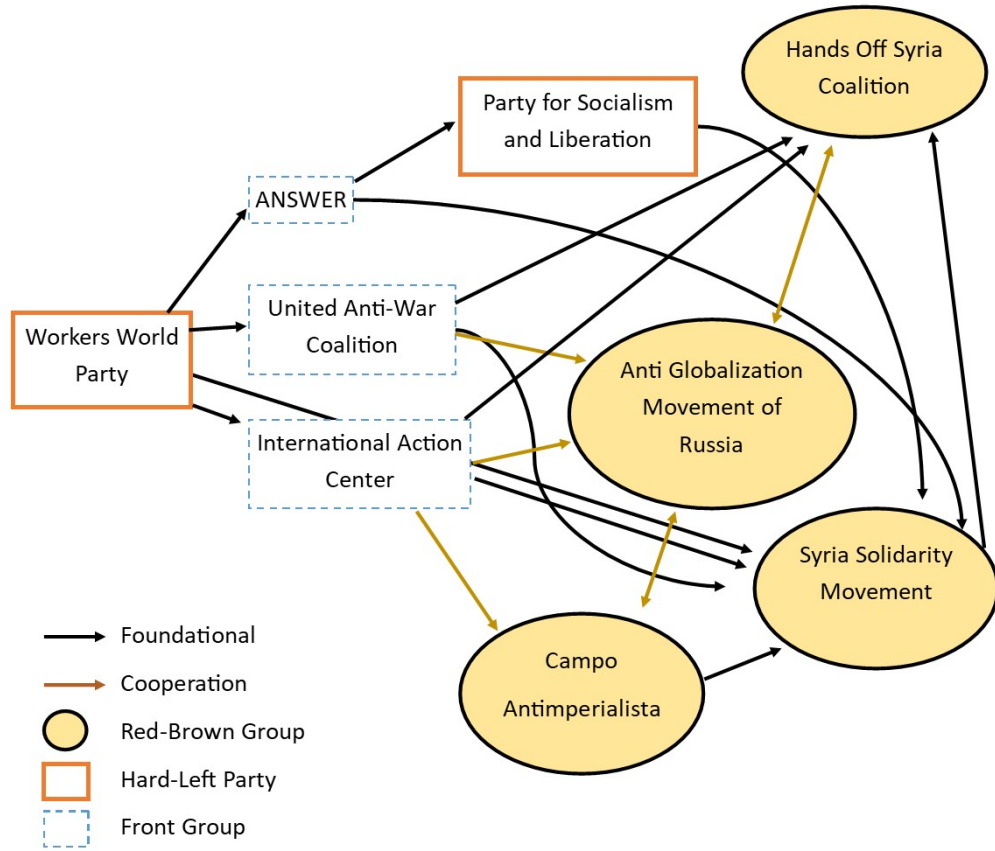 Hands Off Syria
Coalition
Party for Socialism
and Liberation
ANSWER
United Anti-War
Coalition
Workers World
Party
Anti Globalization
Movement of
Russia
International Action
Center
Syria Solidarity
Movement
Campo
Antimperialista
Foundational
Cooperation
Red-Brown Group
Hard-Left Party
Front Group